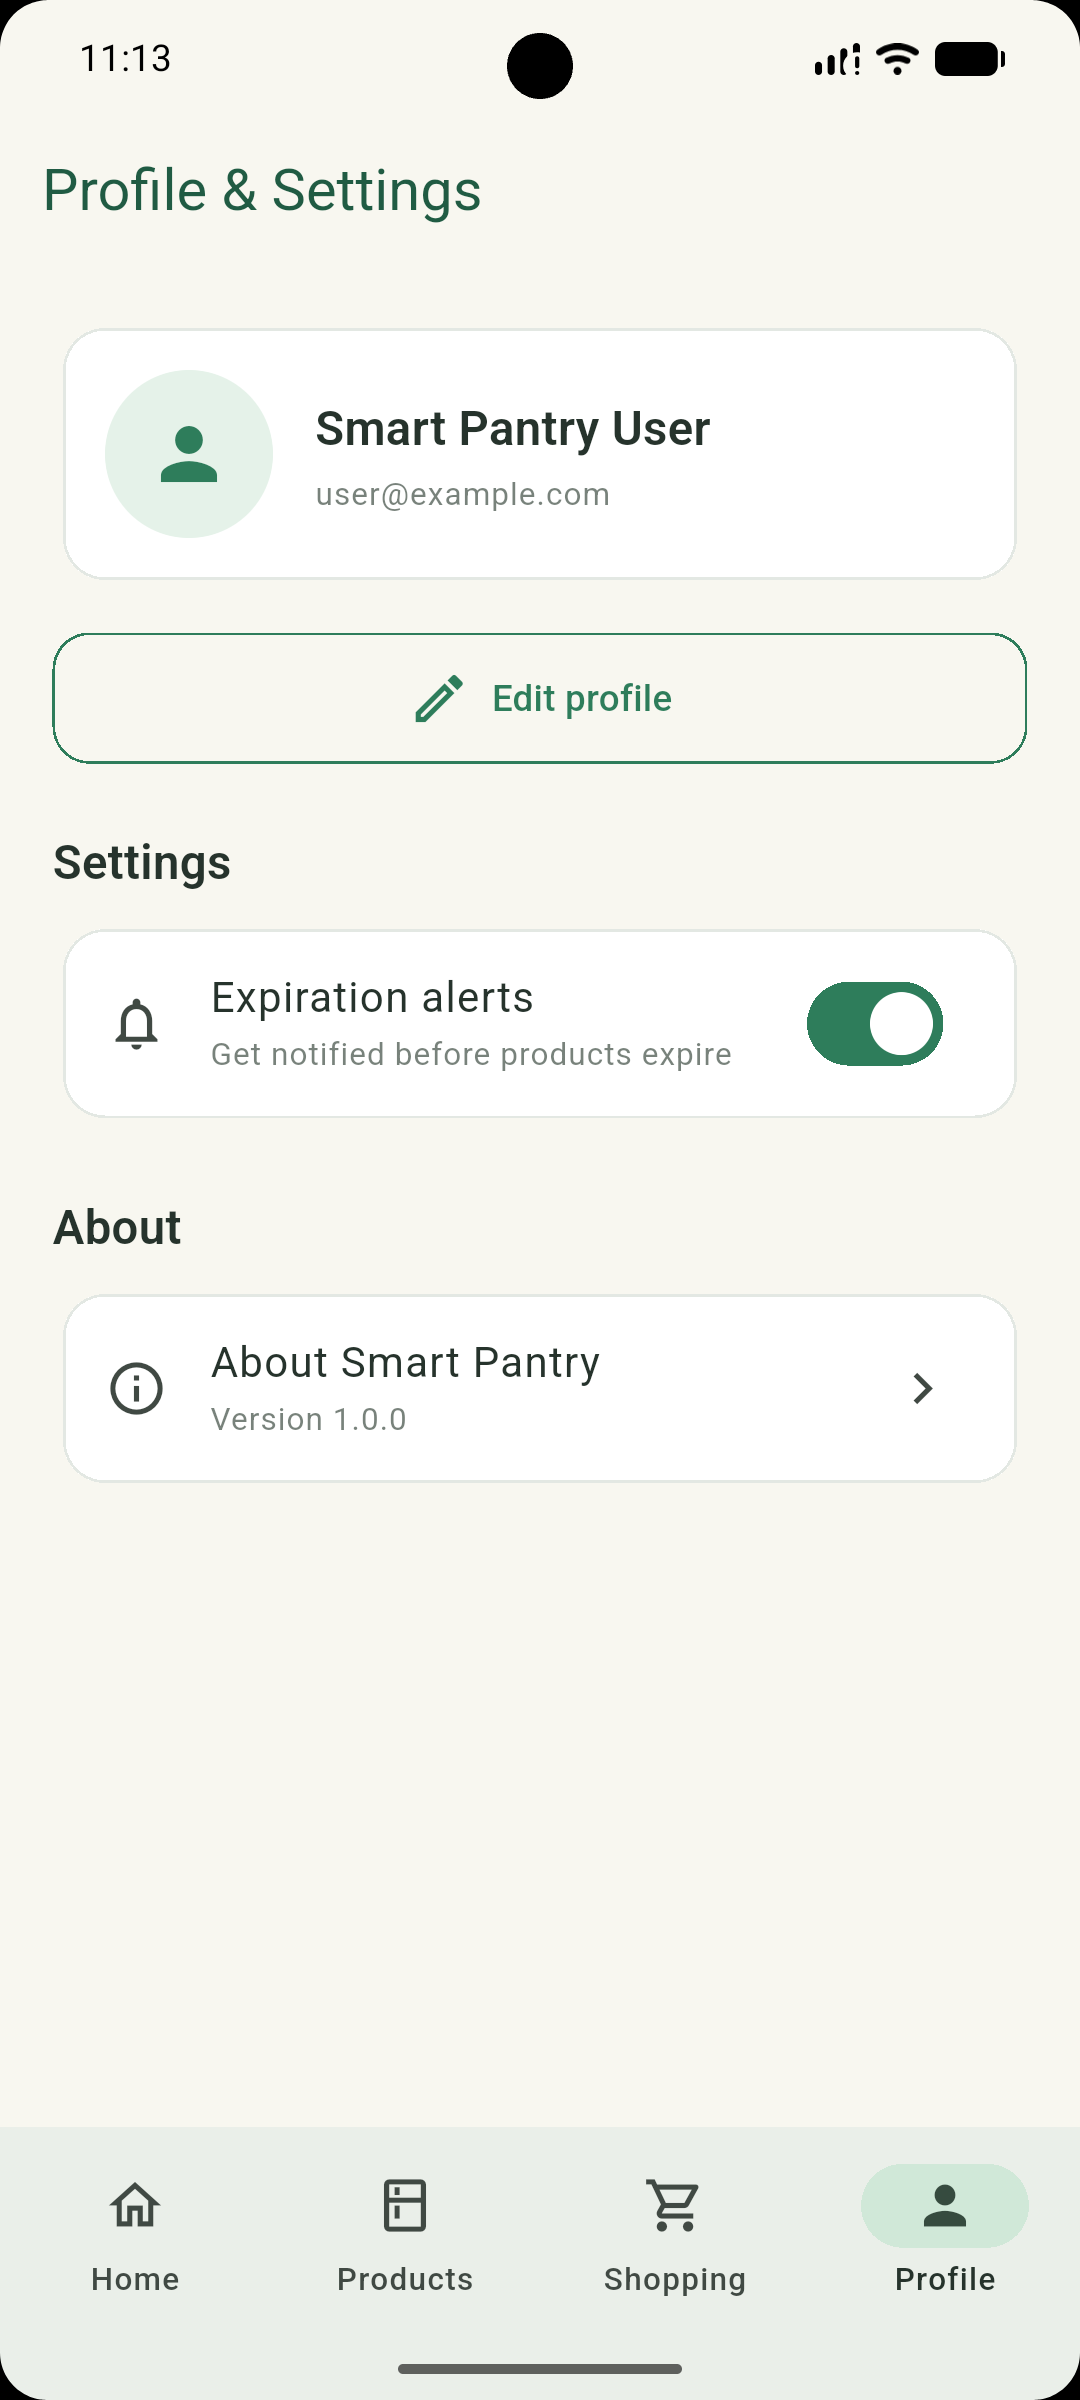 11:13
Profile & Settings
Smart Pantry User
user@example.com
Edit profile
Settings
Expiration alerts
Get notified before products expire
About
About Smart Pantry
Version 1.0.0
Home
Products
Shopping
Profile